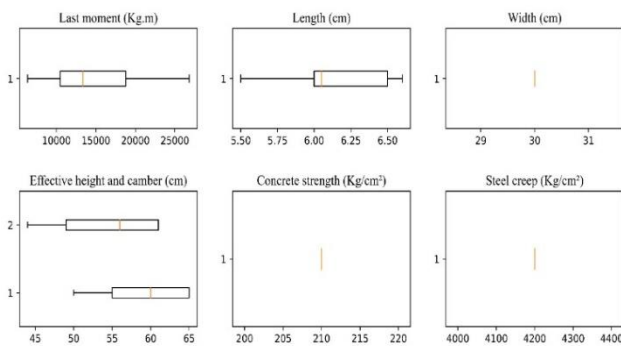 Last moment (Kg.m)
1
10000 15000 20000 25000
Length (cm)
1
5.50 5.75 6.00 6.25 6.50
Width (cm)
1
29 30 31
Effective height and camber (cm)
2
1
45 50 55 60 65
Concrete strength (Kg/cm²)
1
200 205 210 215 220
Steel creep (Kg/cm²)
1
4000 4100 4200 4300 4400